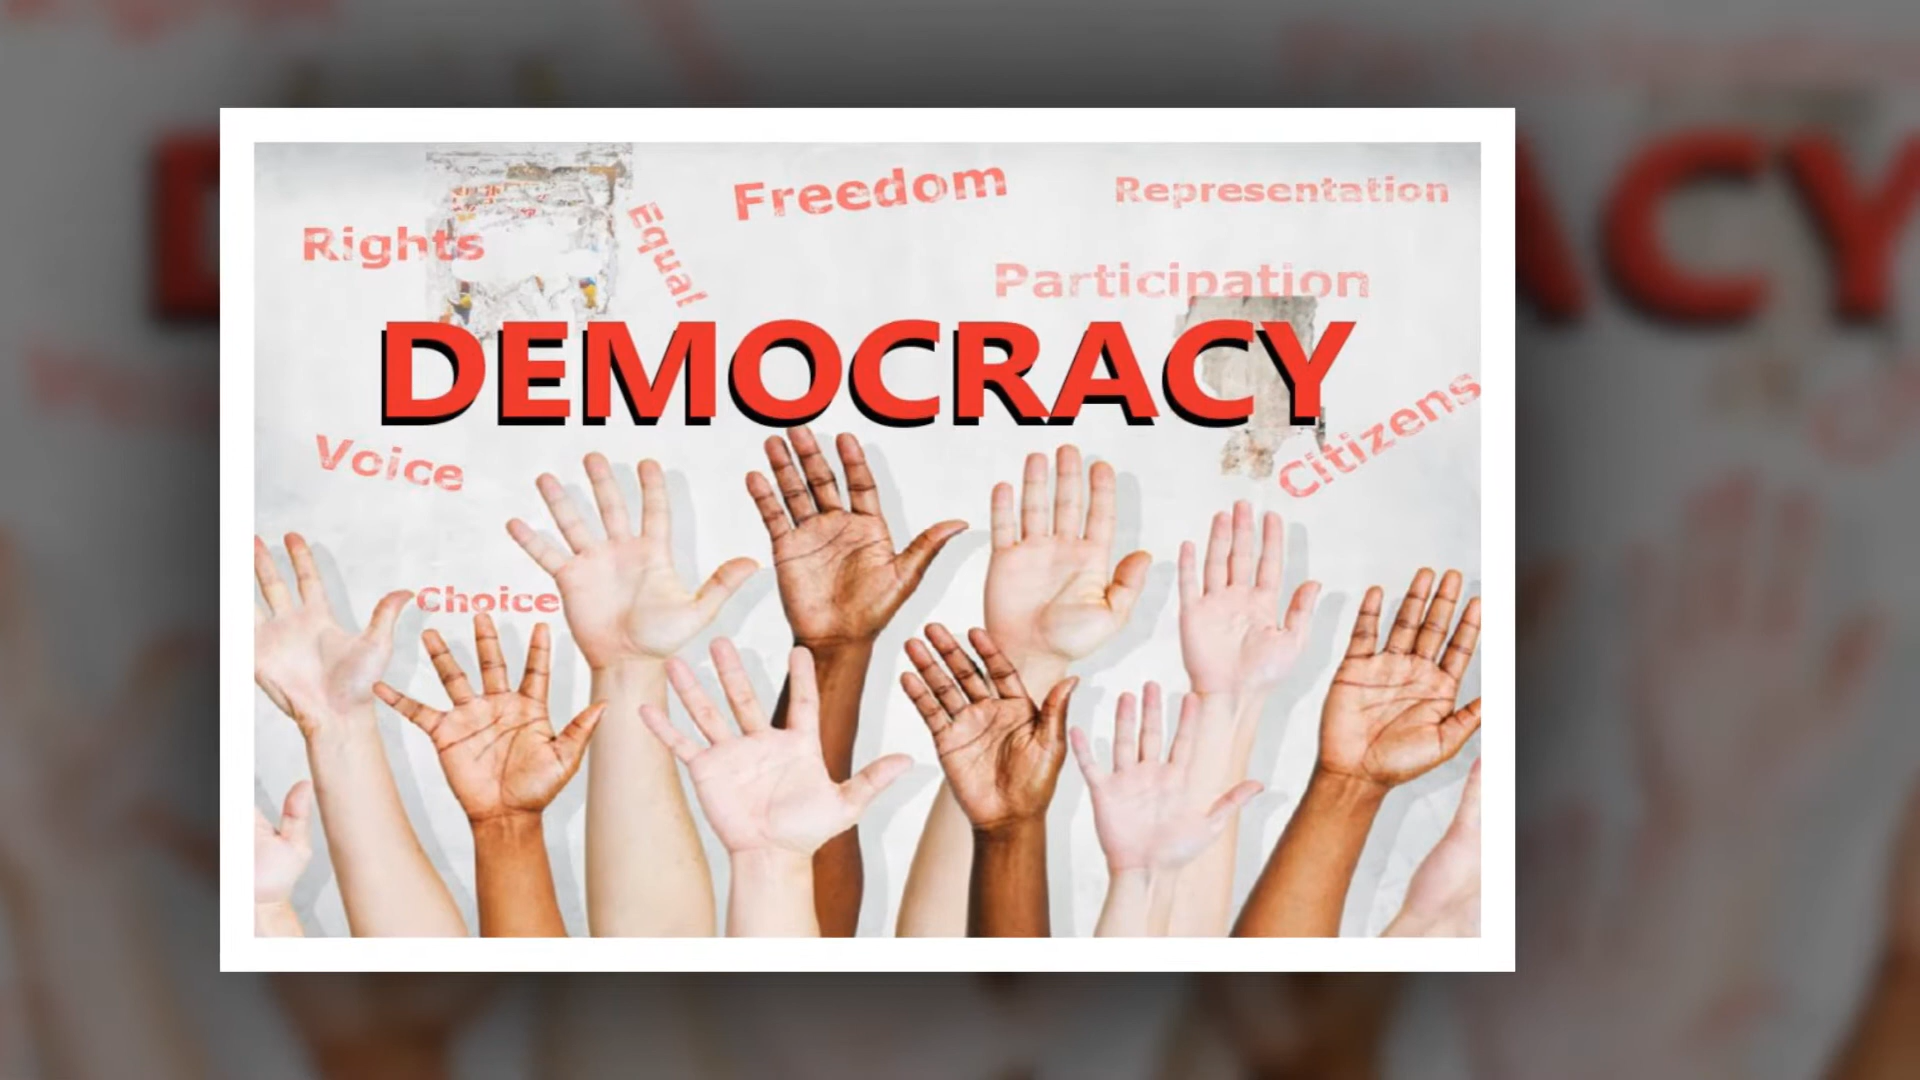 Freedom
Representation
Rights
Equal
Participation
DEMOCRACY
Citizens
Voice
Choice